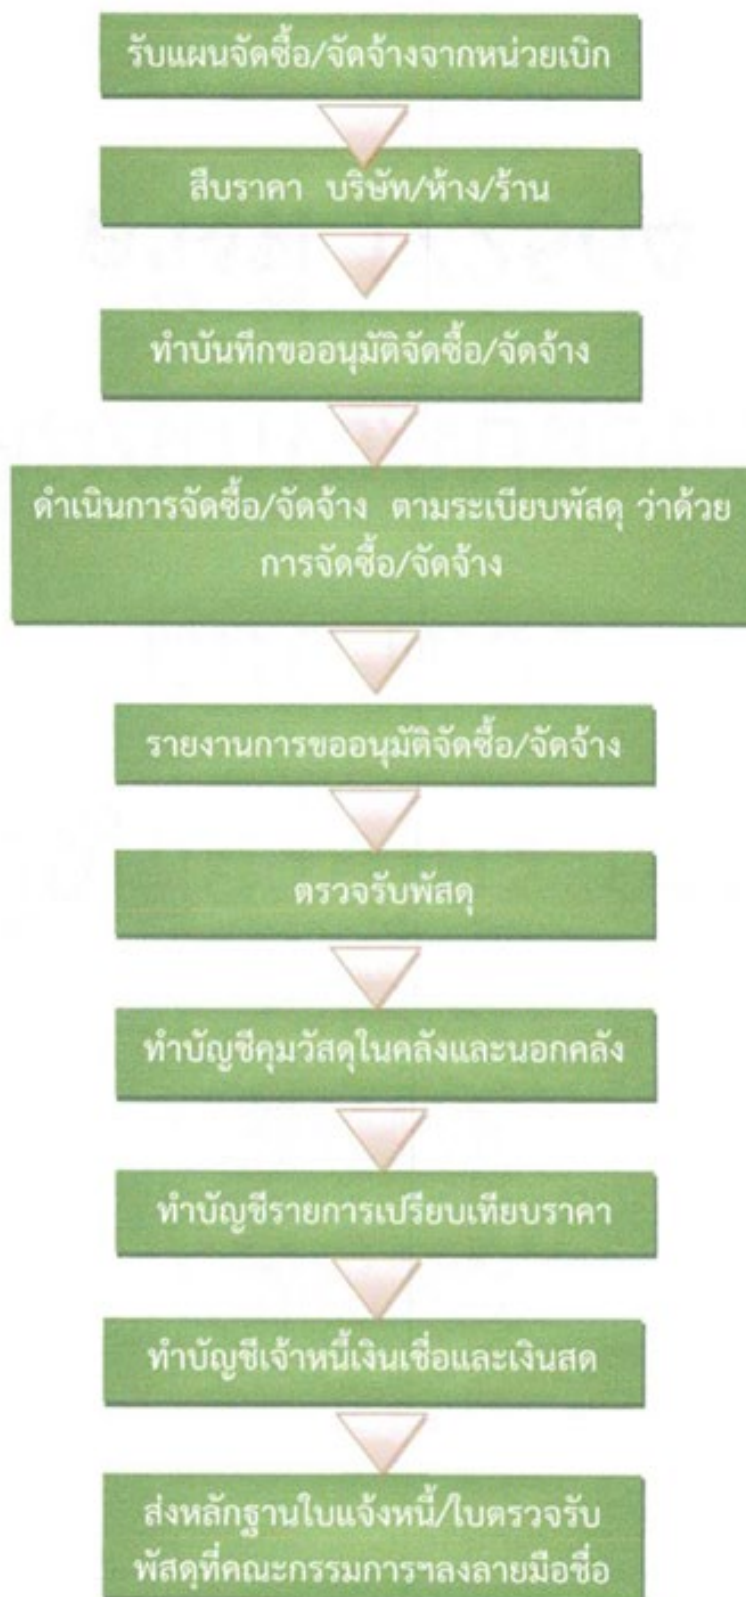 รับแผนจัดซื้อ/จัดจ้างจากหน่วยเบิก
สืบราคา บริษัท/ห้าง/ร้าน
ทำบันทึกขออนุมัติจัดซื้อ/จัดจ้าง
ดำเนินการจัดซื้อ/จัดจ้าง ตามระเบียบพัสดุ ว่าด้วย
การจัดซื้อ/จัดจ้าง
รายงานการขออนุมัติจัดซื้อ/จัดจ้าง
ตรวจรับพัสดุ
ทำบัญชีคุมวัสดุในคลังและนอกคลัง
ทำบัญชีรายการเปรียบเทียบราคา
ทำบัญชีเจ้าหนี้เงินเชื่อและเงินสด
ส่งหลักฐานใบแจ้งหนี้/ใบตรวจรับ
พัสดุที่คณะกรรมการฯลงลายมือชื่อ